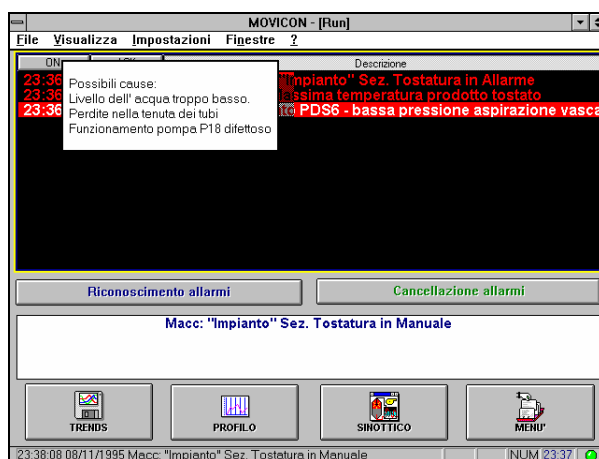 MOVICON - [Run]
File Visualizza Impostazioni Finestre ?
ON Descrizione
23:36 Impianto" Sez. Tostatura in Allarme
23:36 assima temperatura prodotto tostato
23:36 PDS6 - bassa pressione aspirazione vasca
Possibili cause:
Livello dell' acqua troppo basso.
Perdite nella tenuta dei tubi
Funzionamento pompa P18 difettoso
Riconoscimento allarmi Cancellazione allarmi
Macc: "Impianto" Sez. Tostatura in Manuale
TRENDS PROFILO SINOTTICO MENU'
23:38:08 08/11/1995 Macc: "Impianto" Sez. Tostatura in Manuale NUM 23:37